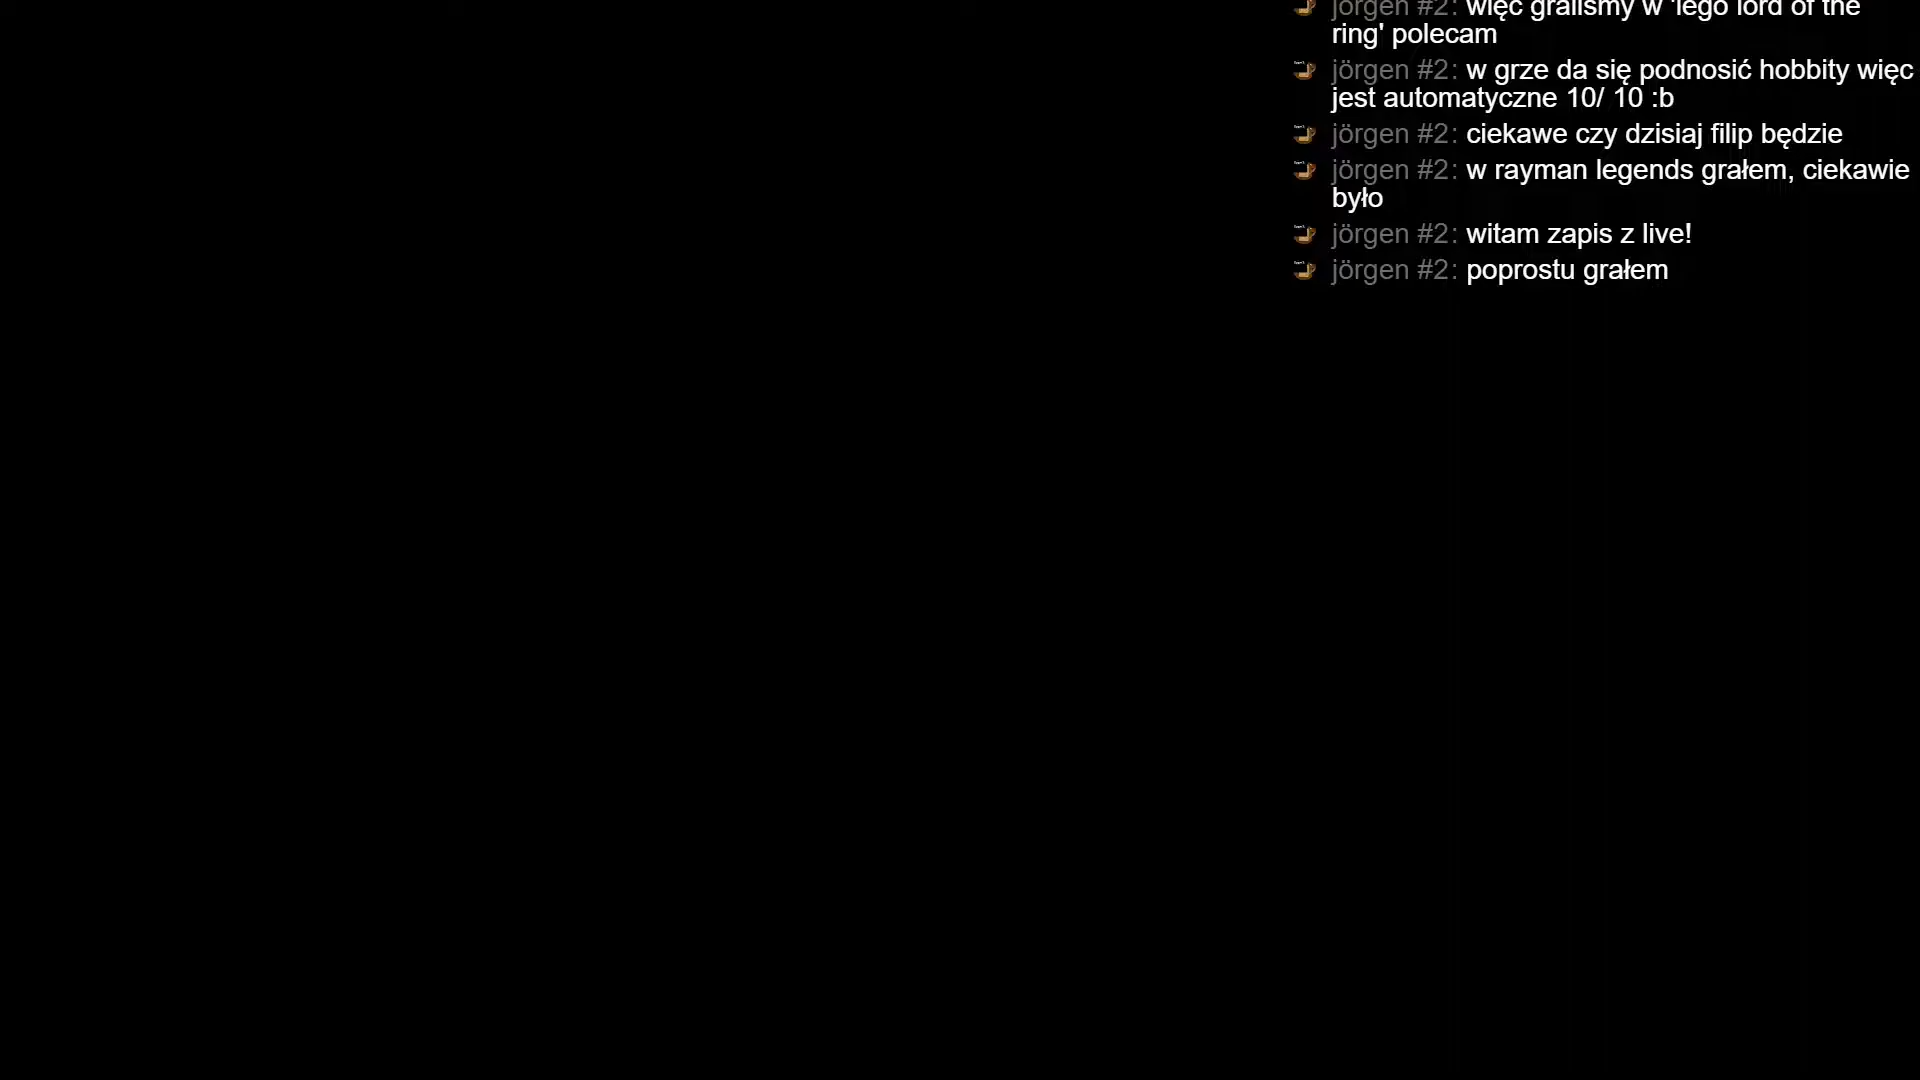 jörgen #2: więc graliśmy w 'lego lord of the
ring' polecam
jörgen #2: w grze da się podnosić hobbity więc
jest automatyczne 10/ 10 :b
jörgen #2: ciekawe czy dzisiaj filip będzie
jörgen #2: w rayman legends grałem, ciekawie
było
jörgen #2: witam zapis z live!
jörgen #2: poprostu grałem